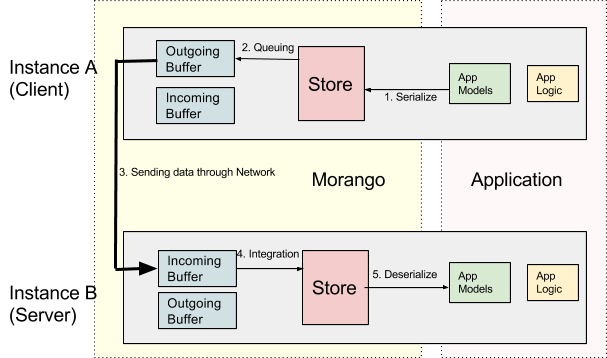 Instance A
(Client)
Outgoing
Buffer
2. Queuing
Store
App
Models
App
Logic
Incoming
Buffer
1. Serialize
3. Sending data through Network
Morango
Application
Instance B
(Server)
Incoming
Buffer
4. Integration
Store
5. Deserialize
App
Models
App
Logic
Outgoing
Buffer